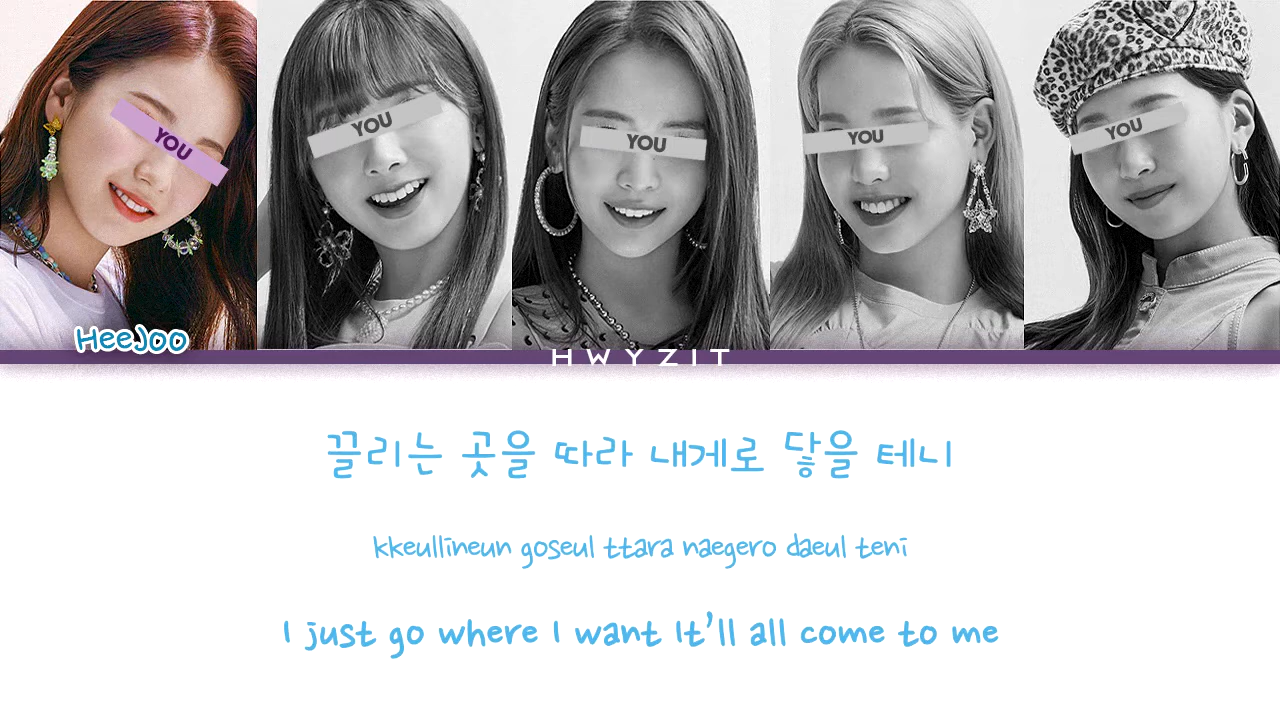 YOU
YOU
YOU
YOU
YOU
HeeJoo
HWYZIT
끌리는 곳을 따라 내게로 닿을 테니
kkeullineun goseul ttara naegero daeul teni
I just go where I want It'll all come to me